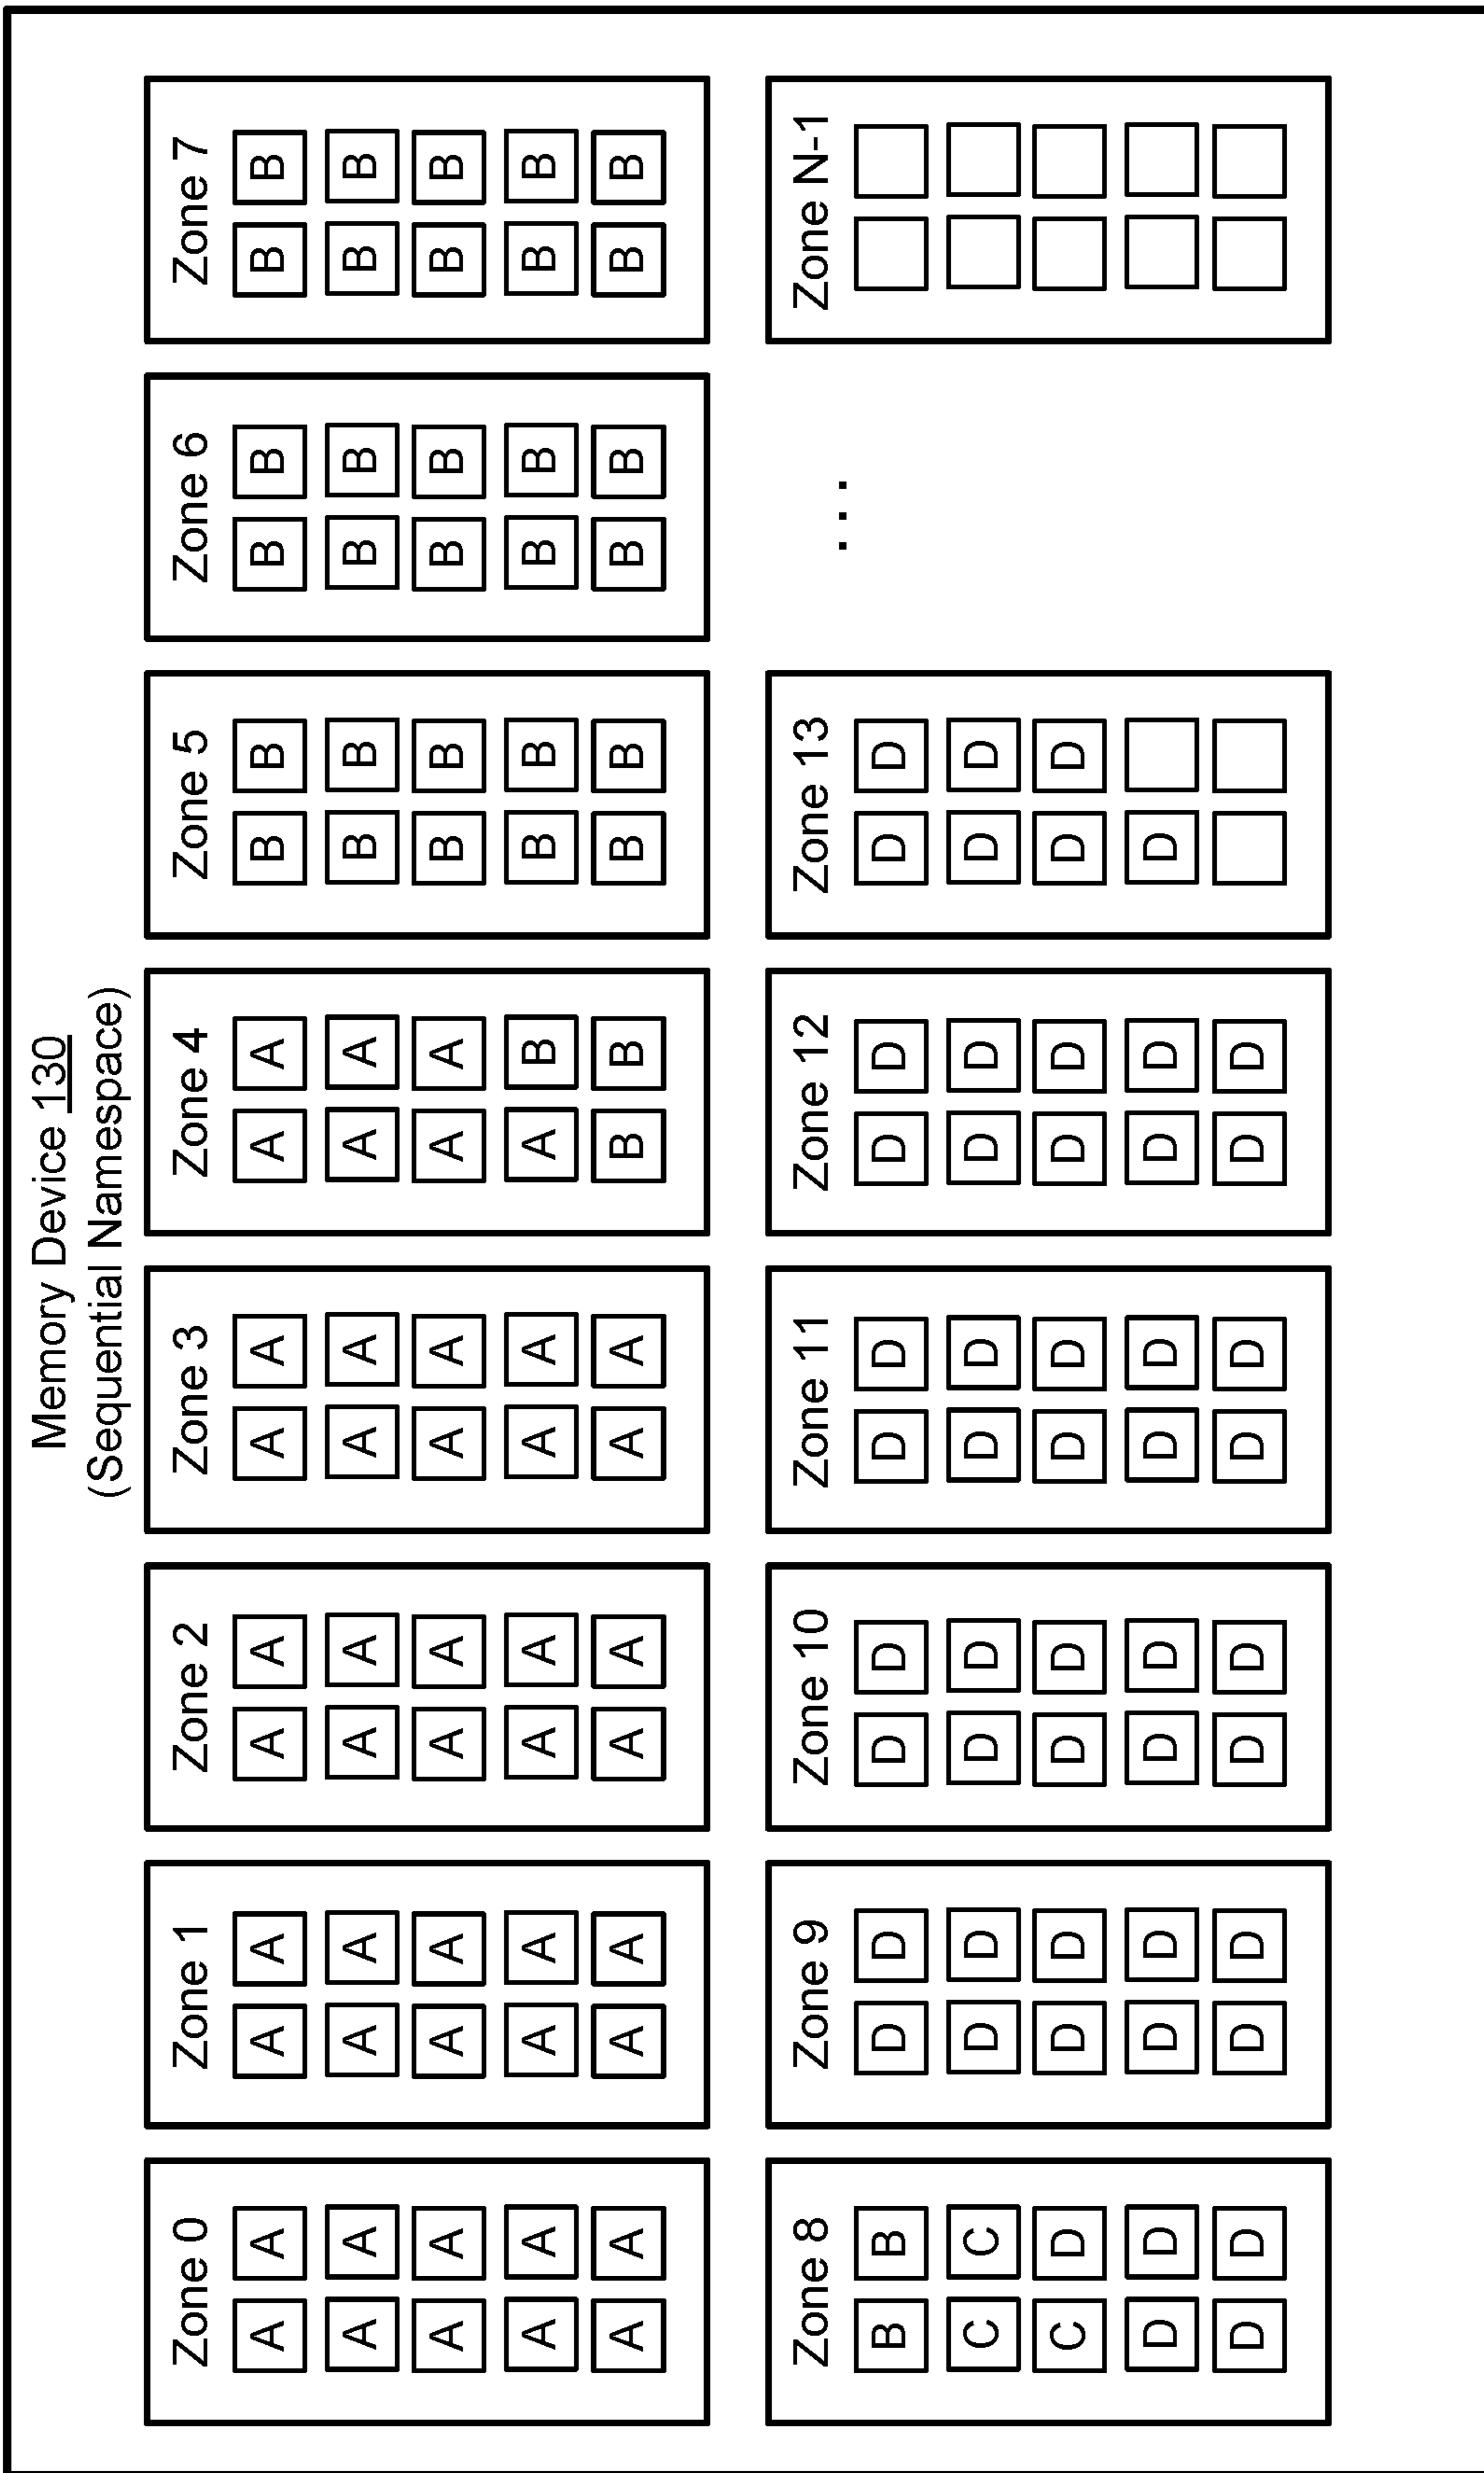 Memory Device 130
(Sequential Namespace)
Zone 0 Zone 1 Zone 2 Zone 3 Zone 4 Zone 5 Zone 6 Zone 7
A A A A A A A A A A B B B B B B
A A A A A A A A A A B B B B B B
A A A A A A A A A A B B B B B B
A A A A A A A A A B B B B B B B
A A A A A A A A B B B B B B B B
Zone 8 Zone 9 Zone 10 Zone 11 Zone 12 Zone 13 ... Zone N-1
B B D D D D D D D D D D
C C D D D D D D D D D D
C D D D D D D D D D D D
D D D D D D D D D D D
D D D D D D D D D D